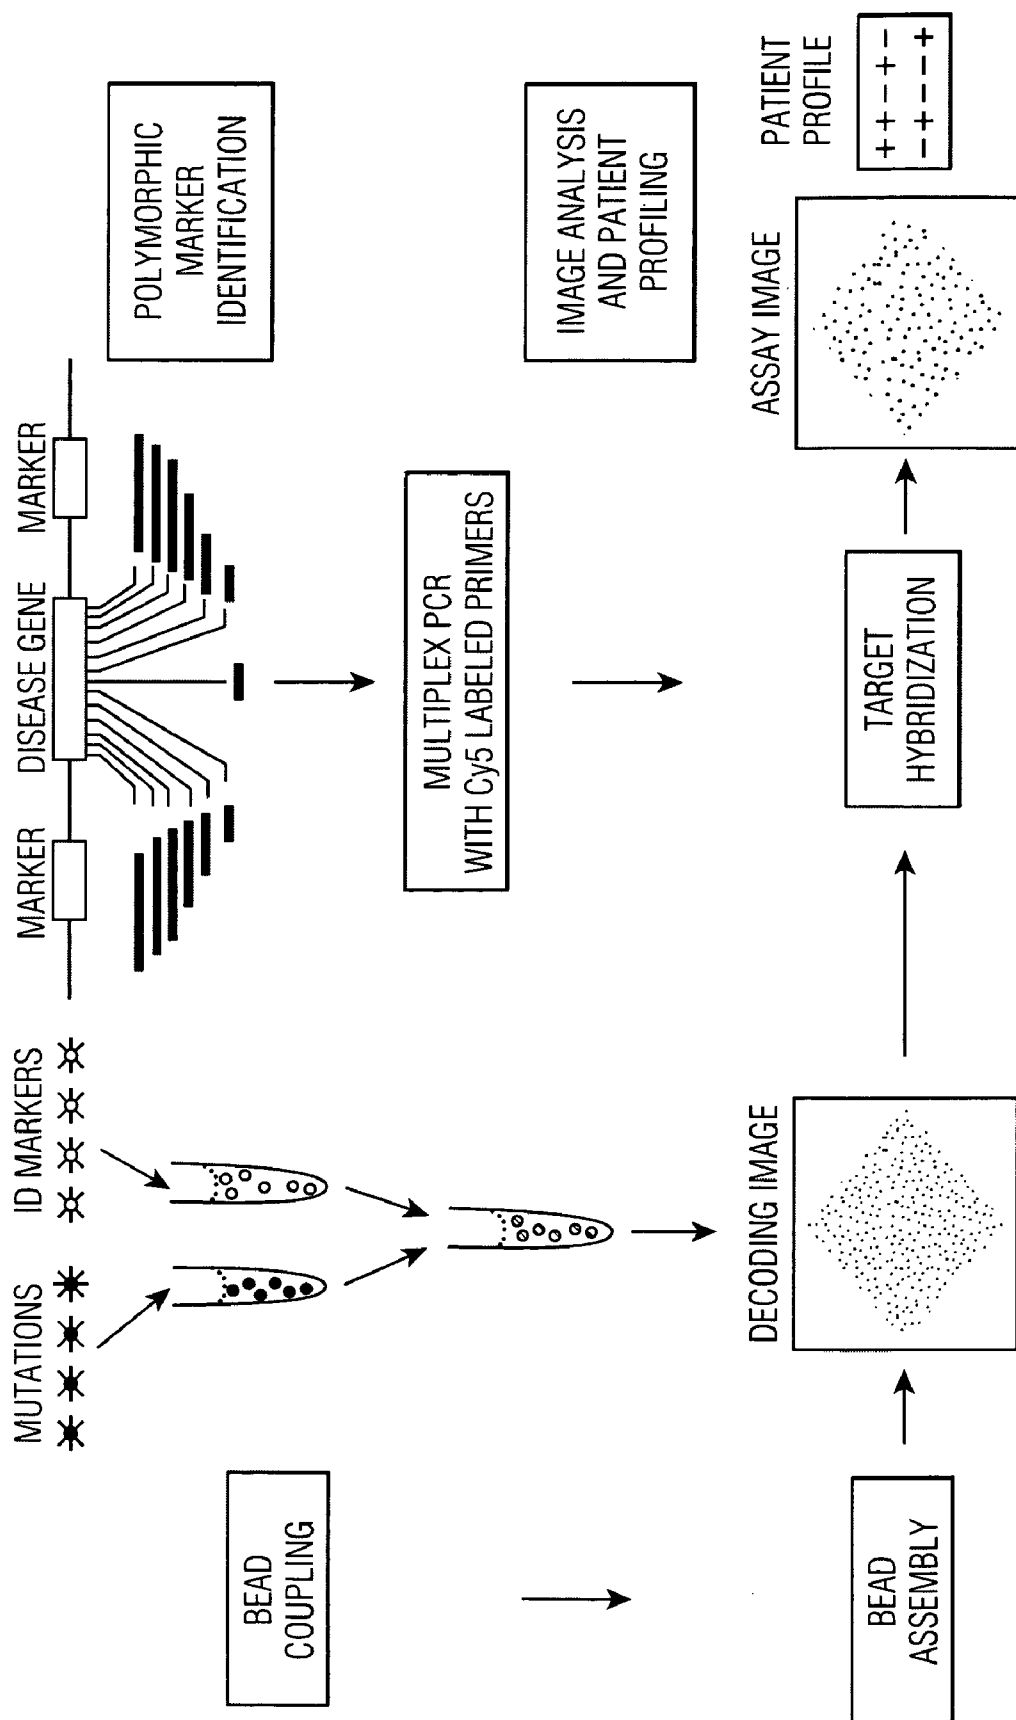 MUTATIONS
ID MARKERS
MARKER
DISEASE GENE
MARKER
POLYMORPHIC
MARKER
IDENTIFICATION
BEAD
COUPLING
MULTIPLEX PCR
WITH Cy5 LABELED PRIMERS
IMAGE ANALYSIS
AND PATIENT
PROFILING
DECODING IMAGE
ASSAY IMAGE
PATIENT
PROFILE
BEAD
ASSEMBLY
TARGET
HYBRIDIZATION
++-+-
-+--+